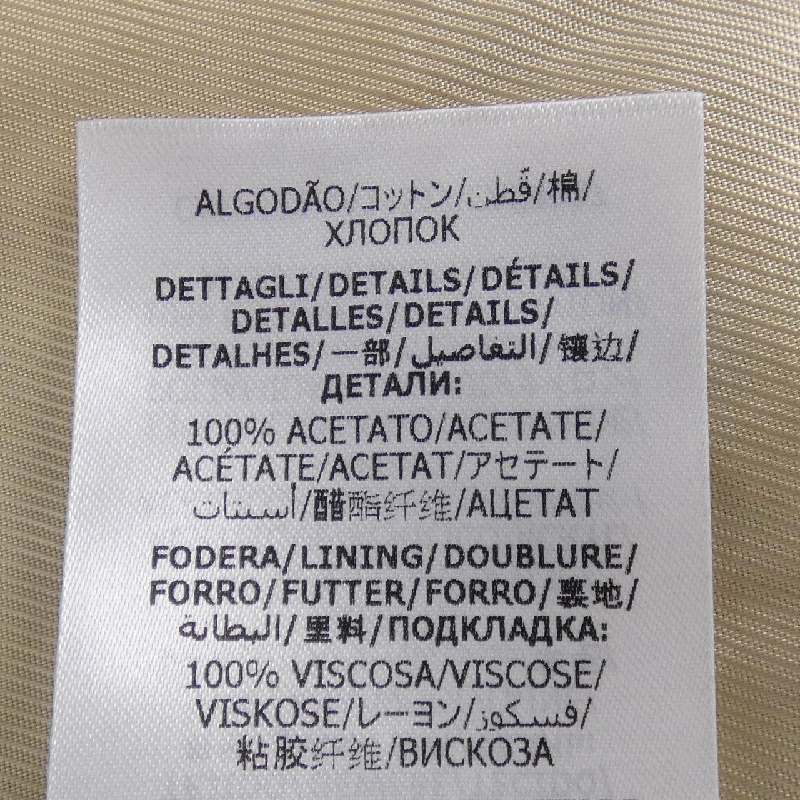 ALGODÃO/コットン/قُطن/棉/
ХЛОПОК
DETTAGLI/DETAILS/DÉTAILS/
DETALLES/DETAILS/
DETALHES/一部/التفاصيل/镶边/
ДЕТАЛИ:
100% ACETATO/ACETATE/
ACÉTATE/ACETAT/アセテート/
أسيتات/醋酯纤维/АЦЕТАТ
FODERA/LINING/DOUBLURE/
FORRO/FUTTER/FORRO/裏地/
البطانة/里料/ПОДКЛАДКА:
100% VISCOSA/VISCOSE/
VISKOSE/レーヨン/فسكوز/
粘胶纤维/ВИСКОЗА